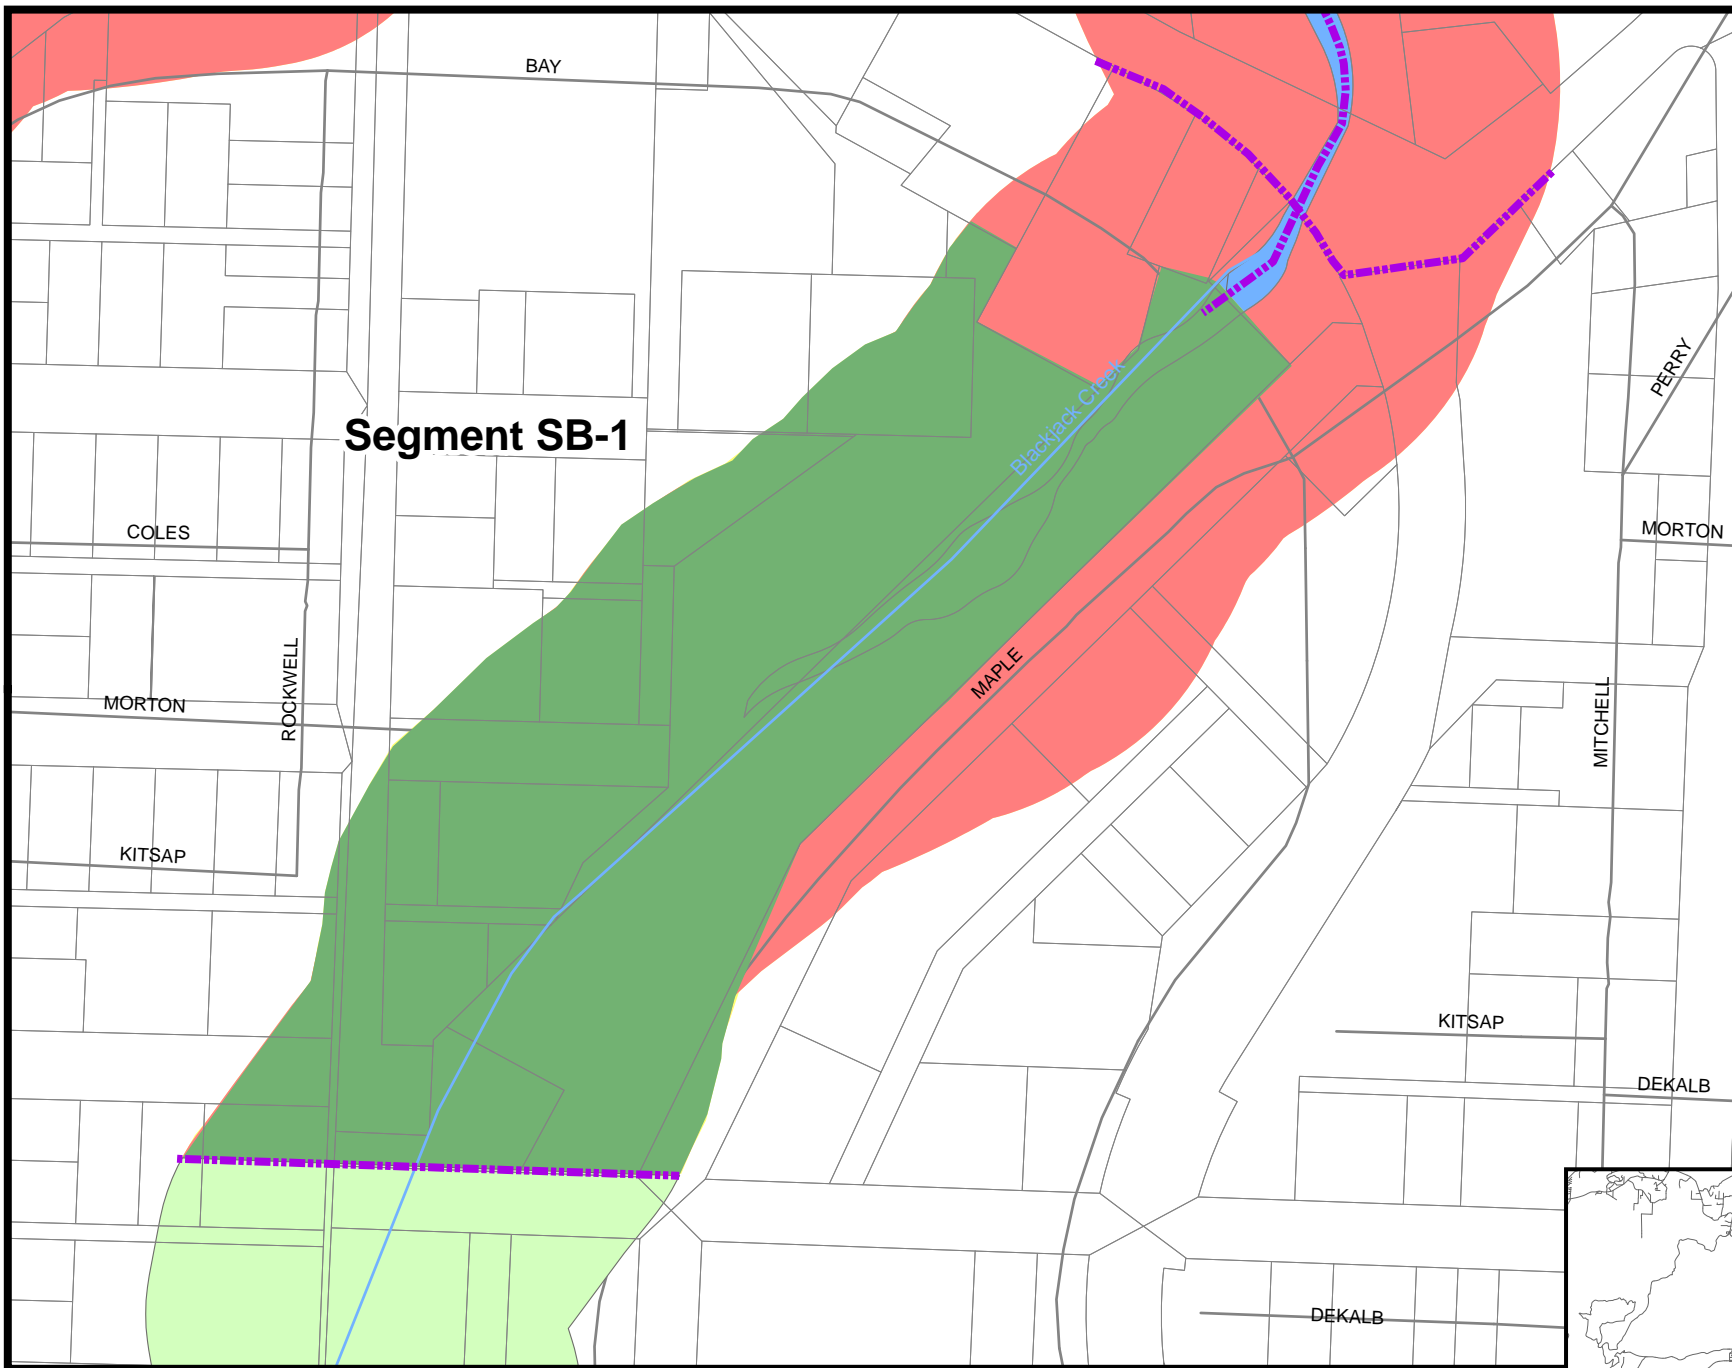 BAY
PERRY
Blackjack Creek
Segment SB-1
COLES
MORTON
MORTON
ROCKWELL
MAPLE
MITCHELL
KITSAP
KITSAP
DEKALB
DEKALB